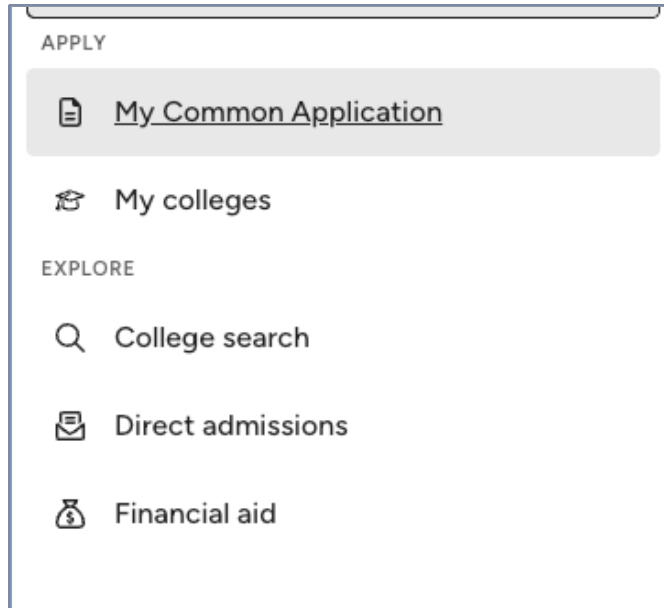 APPLY
My Common Application
My colleges
EXPLORE
College search
Direct admissions
Financial aid